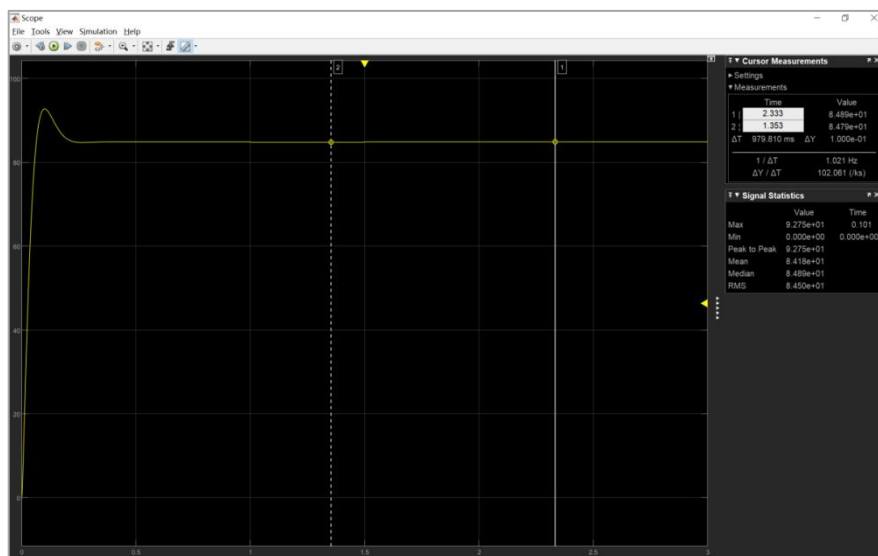 Scope
File Tools View Simulation Help
2
1
100
80
60
40
20
0
0
0.5
1
1.5
2
2.5
3
Cursor Measurements
Settings
Measurements
Time Value
1 | 2.333 8.489e+01
2 ¦ 1.353 8.479e+01
ΔT 979.810 ms ΔY 1.000e-01
1 / ΔT 1.021 Hz
ΔY / ΔT 102.061 (/ks)
Signal Statistics
Value Time
Max 9.275e+01 0.101
Min 0.000e+00 0.000e+00
Peak to Peak 9.275e+01
Mean 8.418e+01
Median 8.489e+01
RMS 8.450e+01